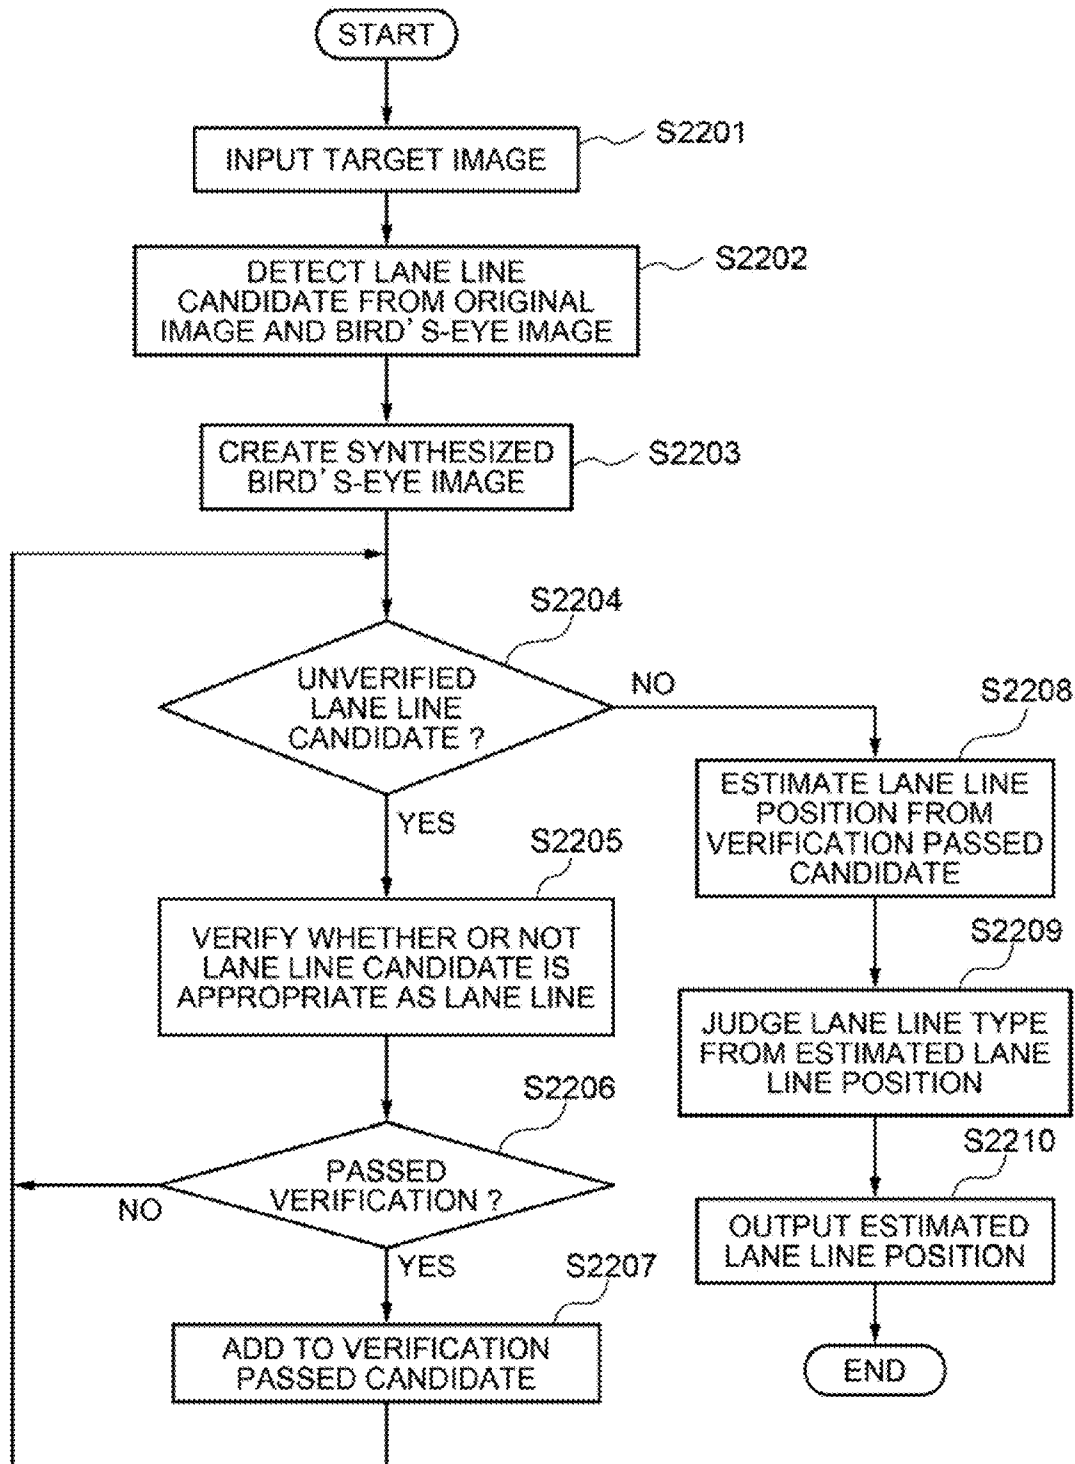 START
S2201
INPUT TARGET IMAGE
S2202
DETECT LANE LINE
CANDIDATE FROM ORIGINAL
IMAGE AND BIRD'S-EYE IMAGE
S2203
CREATE SYNTHESIZED
BIRD'S-EYE IMAGE
S2204
UNVERIFIED
LANE LINE
CANDIDATE ?
NO
YES
S2205
VERIFY WHETHER OR NOT
LANE LINE CANDIDATE IS
APPROPRIATE AS LANE LINE
S2206
PASSED
VERIFICATION ?
NO
YES
S2207
ADD TO VERIFICATION
PASSED CANDIDATE
S2208
ESTIMATE LANE LINE
POSITION FROM
VERIFICATION PASSED
CANDIDATE
S2209
JUDGE LANE LINE TYPE
FROM ESTIMATED LANE
LINE POSITION
S2210
OUTPUT ESTIMATED
LANE LINE POSITION
END